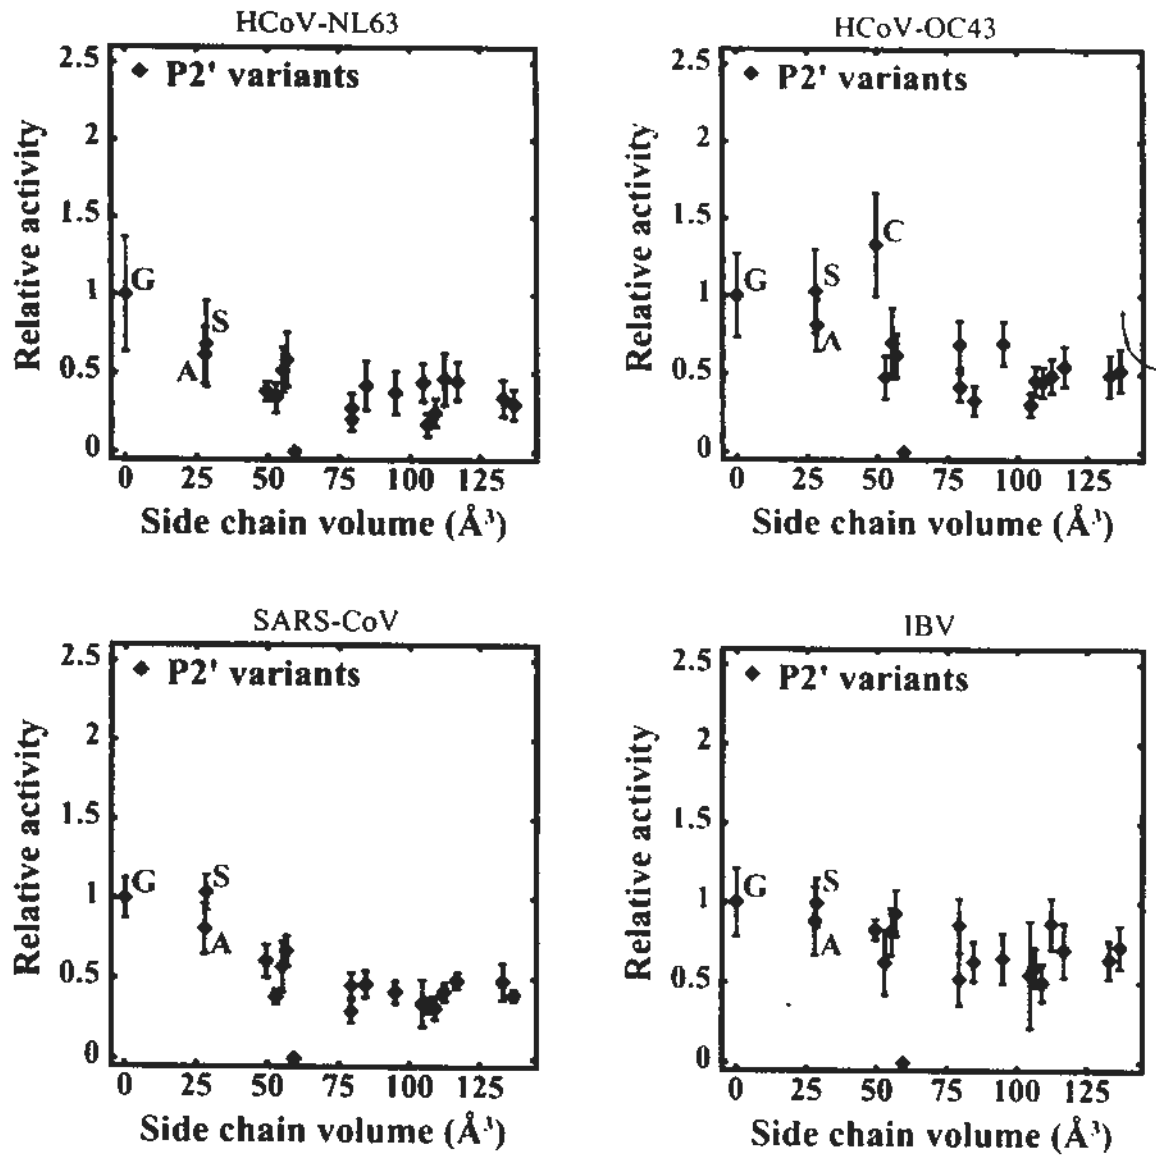 HCoV-NL63
2.5
◆ P2' variants
2
1.5
1
G
S
A
0.5
0
Relative activity
0 25 50 75 100 125
Side chain volume (Å³)
HCoV-OC43
2.5
◆ P2' variants
2
1.5
C
S
G
1
A
0.5
0
Relative activity
0 25 50 75 100 125
Side chain volume (Å³)
SARS-CoV
2.5
◆ P2' variants
2
1.5
G
S
1
A
0.5
0
Relative activity
0 25 50 75 100 125
Side chain volume (Å³)
IBV
2.5
◆ P2' variants
2
1.5
G
S
1
A
0.5
0
Relative activity
0 25 50 75 100 125
Side chain volume (Å³)